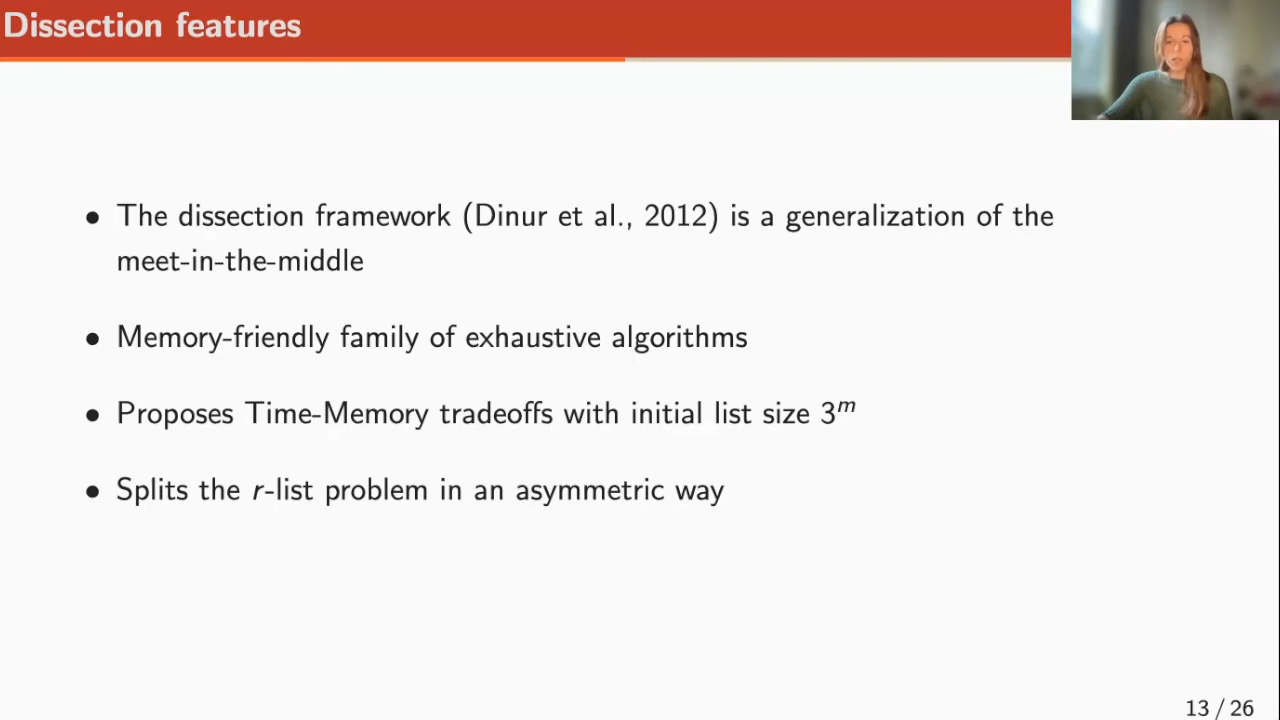 Dissection features
• The dissection framework (Dinur et al., 2012) is a generalization of the
meet-in-the-middle
• Memory-friendly family of exhaustive algorithms
• Proposes Time-Memory tradeoffs with initial list size 3^m
• Splits the r-list problem in an asymmetric way
13 / 26